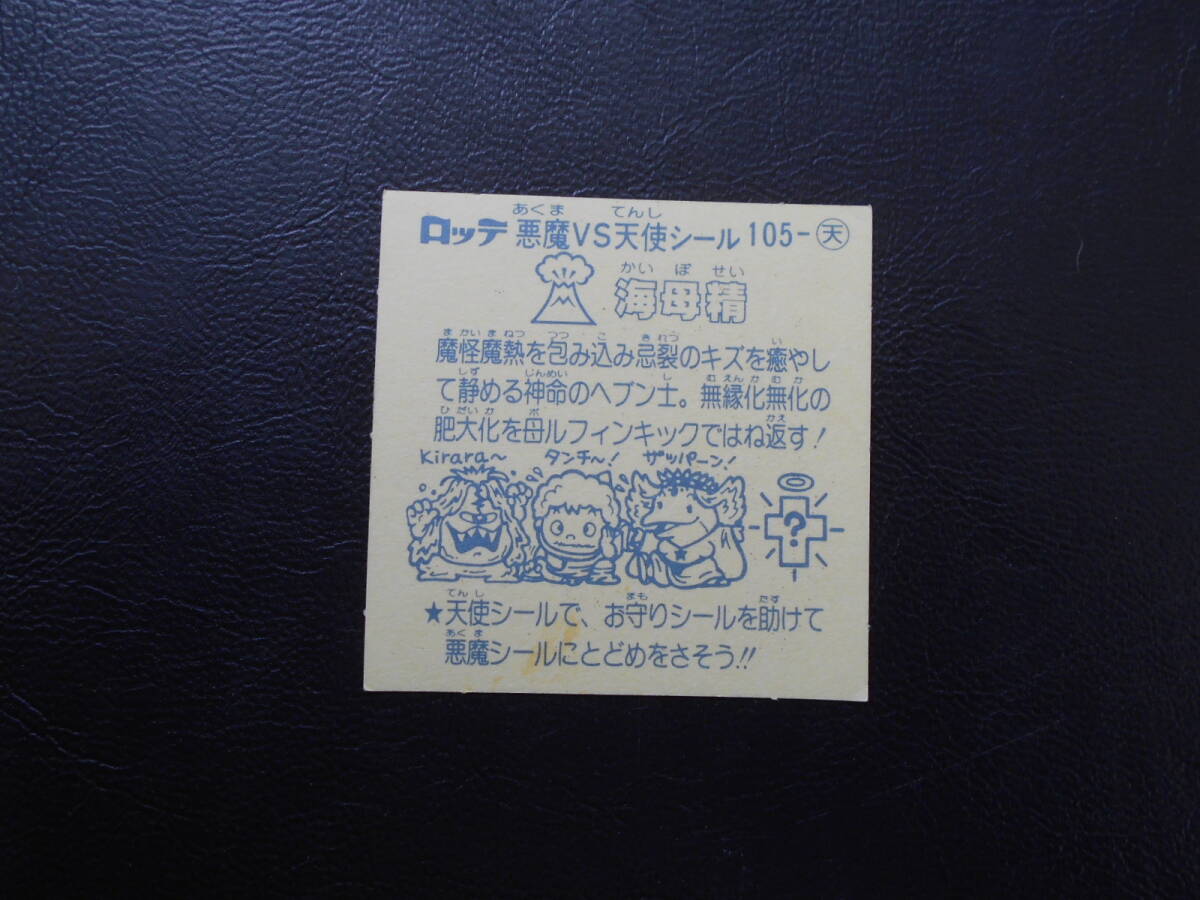 あくま てんし
ロッテ 悪魔VS天使シール 105-天
かいぼせい
海母精
まかいまねつ つつ こ きれつ い
魔怪魔熱を包み込み忌裂のキズを癒やし
しず じんめい し むえんかむか
て静める神命のヘブン士。無縁化無化の
ひだいか ボ かえ
肥大化を母ルフィンキックではね返す!
Kirara〜 タンチ〜! ザッパーン!
?
てんし まも たす
★天使シールで、お守りシールを助けて
あくま
悪魔シールにとどめをさそう!!